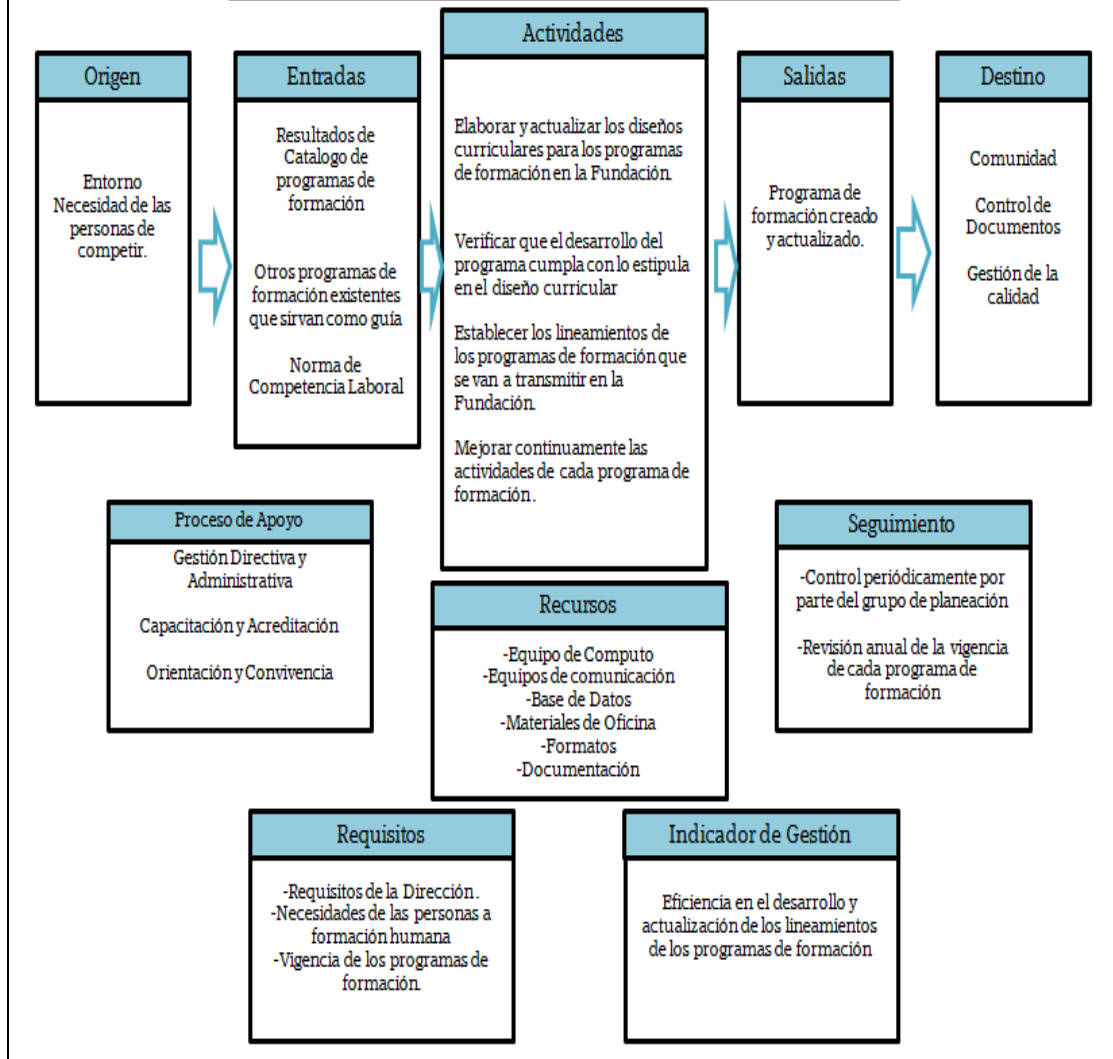 Origen
Entorno
Necesidad de las
personas de
competir.
Entradas
Resultados de
Catalogo de
programas de
formación
Otros programas de
formación existentes
que sirvan como guía
Norma de
Competencia Laboral
Actividades
Elaborar y actualizar los diseños
curriculares para los programas
de formación en la Fundación.
Verificar que el desarrollo del
programa cumpla con lo estipula
en el diseño curricular
Establecer los lineamientos de
los programas de formación que
se van a transmitir en la
Fundación.
Mejorar continuamente las
actividades de cada programa de
formación.
Salidas
Programa de
formación creado
y actualizado.
Destino
Comunidad
Control de
Documentos
Gestión de la
calidad
Proceso de Apoyo
Gestión Directiva y
Administrativa
Capacitación y Acreditación
Orientación y Convivencia
Recursos
-Equipo de Computo
-Equipos de comunicación
-Base de Datos
-Materiales de Oficina
-Formatos
-Documentación
Seguimiento
-Control periódicamente por
parte del grupo de planeación
-Revisión anual de la vigencia
de cada programa de
formación
Requisitos
-Requisitos de la Dirección.
-Necesidades de las personas a
formación humana
-Vigencia de los programas de
formación.
Indicador de Gestión
Eficiencia en el desarrollo y
actualización de los lineamientos
de los programas de formación